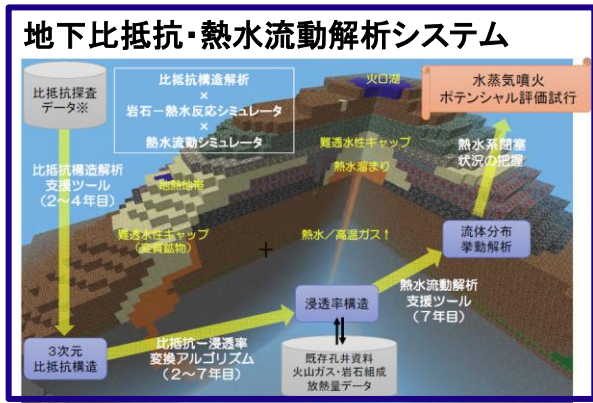 地下比抵抗・熱水流動解析システム
比抵抗探査
データ※
比抵抗構造解析
×
岩石－熱水反応シミュレータ
×
熱水流動シミュレータ
火口湖
水蒸気噴火
ポテンシャル評価試行
難透水性キャップ
熱水溜まり
熱水系閉塞
状況の把握
比抵抗構造解析
支援ツール
（2～4年目）
地熱地帯
難透水性キャップ
（変質鉱物）
熱水／高温ガス↑
流体分布
挙動解析
浸透率構造
熱水流動解析
支援ツール
（7年目）
3次元
比抵抗構造
比抵抗ー浸透率
変換アルゴリズム
（2～7年目）
既存孔井資料
火山ガス・岩石組成
放熱量データ